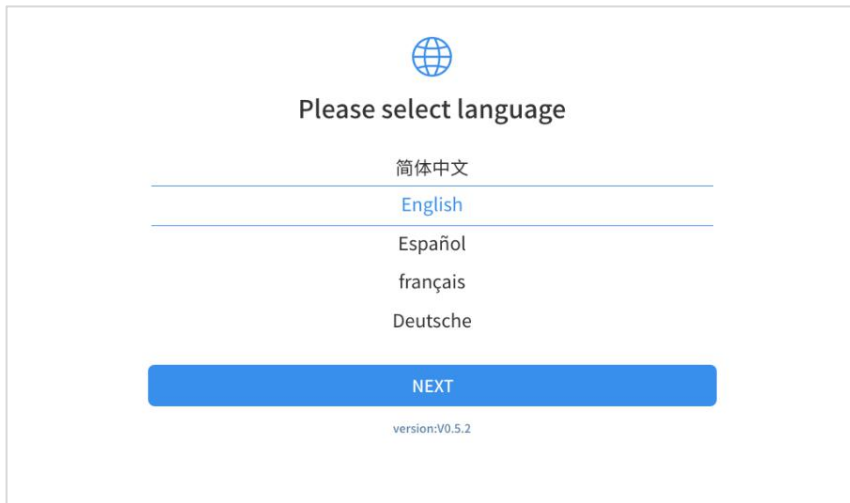 Please select language
简体中文
English
Español
français
Deutsche
NEXT
version:V0.5.2